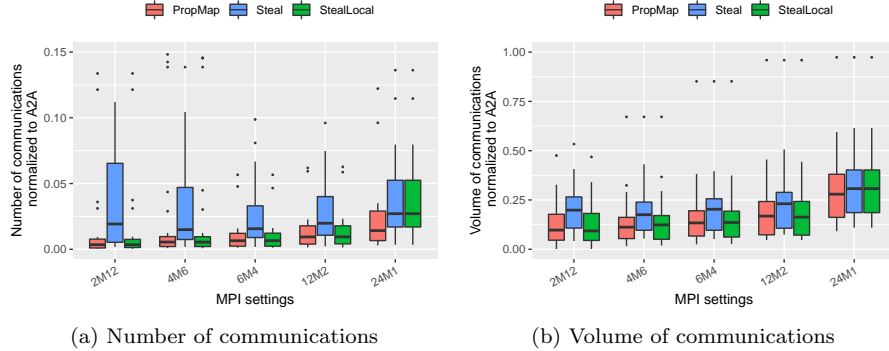 PropMap Steal StealLocal
Number of communications
normalized to A2A
0.15
0.10
0.05
0.00
2M12 4M6 6M4 12M2 24M1
MPI settings
(a) Number of communications
PropMap Steal StealLocal
Volume of communications
normalized to A2A
1.00
0.75
0.50
0.25
0.00
2M12 4M6 6M4 12M2 24M1
MPI settings
(b) Volume of communications